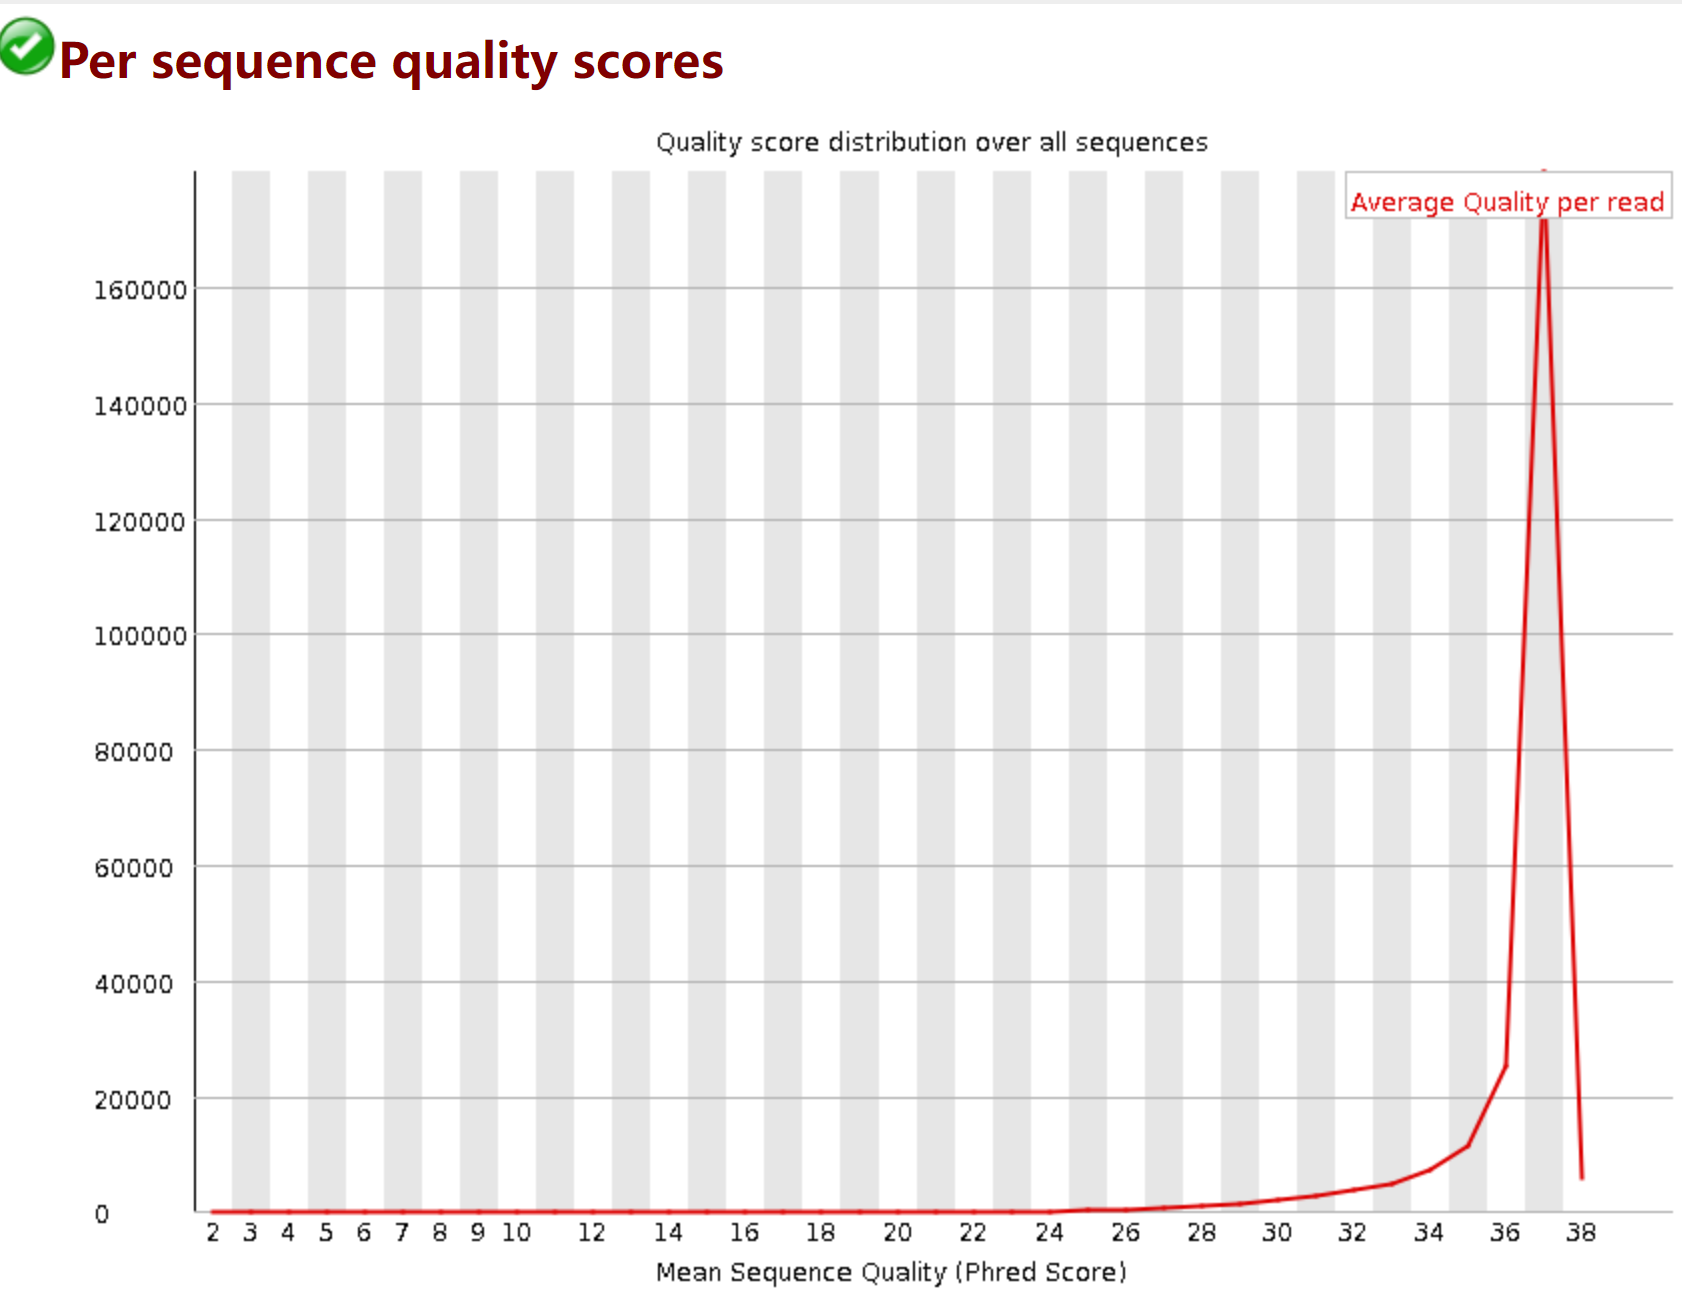 Per sequence quality scores
Quality score distribution over all sequences
Average Quality per read
160000
140000
120000
100000
80000
60000
40000
20000
0
2 3 4 5 6 7 8 9 10 12 14 16 18 20 22 24 26 28 30 32 34 36 38
Mean Sequence Quality (Phred Score)